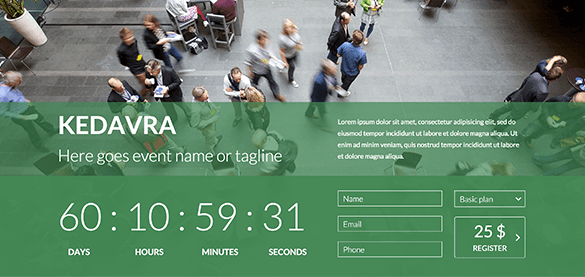 KEDAVRA
Here goes event name or tagline
Lorem ipsum dolor sit amet, consectetur adipisicing elit, sed do
eiusmod tempor incididunt ut labore et dolore magna aliqua. Ut
enim ad minim veniam, quis nostrud incididunt ut labore et dolore
magna aliqua.
60 : 10 : 59 : 31
DAYS HOURS MINUTES SECONDS
Name
Email
Phone
Basic plan
25 $
REGISTER